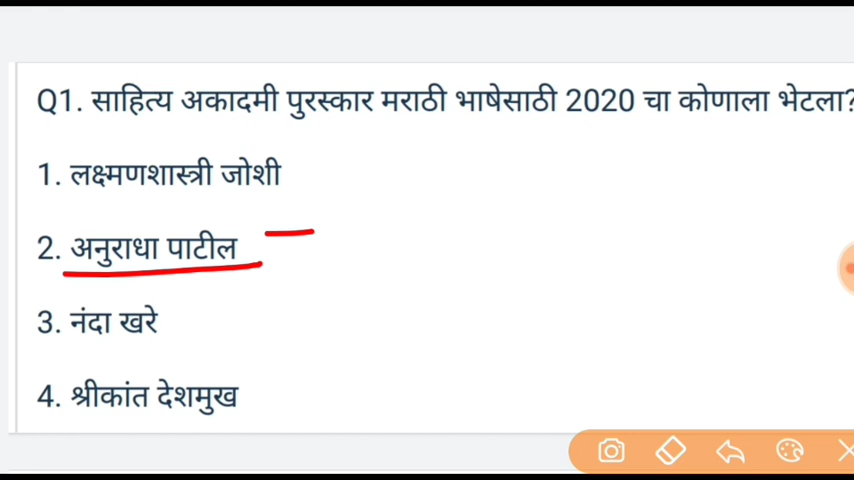 Q1. साहित्य अकादमी पुरस्कार मराठी भाषेसाठी 2020 चा कोणाला भेटला?
1. लक्ष्मणशास्त्री जोशी
2. अनुराधा पाटील
3. नंदा खरे
4. श्रीकांत देशमुख